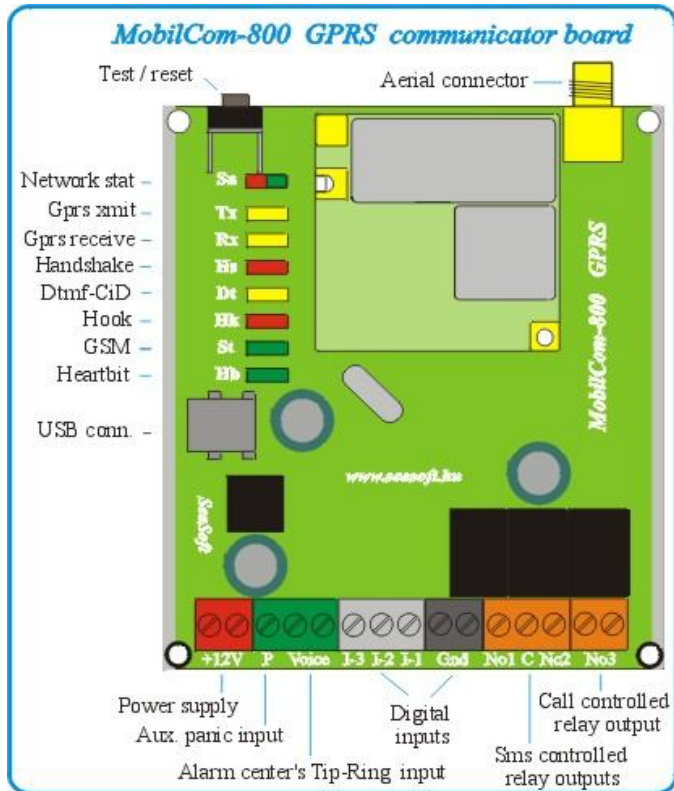 MobilCom-800 GPRS communicator board
Test / reset
Aerial connector
Network stat
Gprs xmit
Gprs receive
Handshake
Dtmf-CiD
Hook
GSM
Heartbit
USB conn.
Sn
Tx
Rx
Hs
Dt
Hk
St
Hb
MobilCom-800 GPRS
www.seasoft.hu
SeaSoft
+12V P Voice I-3 I-2 I-1 Gnd No1 C No2 No3
Power supply
Aux. panic input
Alarm center's Tip-Ring input
Digital
inputs
Call controlled
relay output
Sms controlled
relay outputs